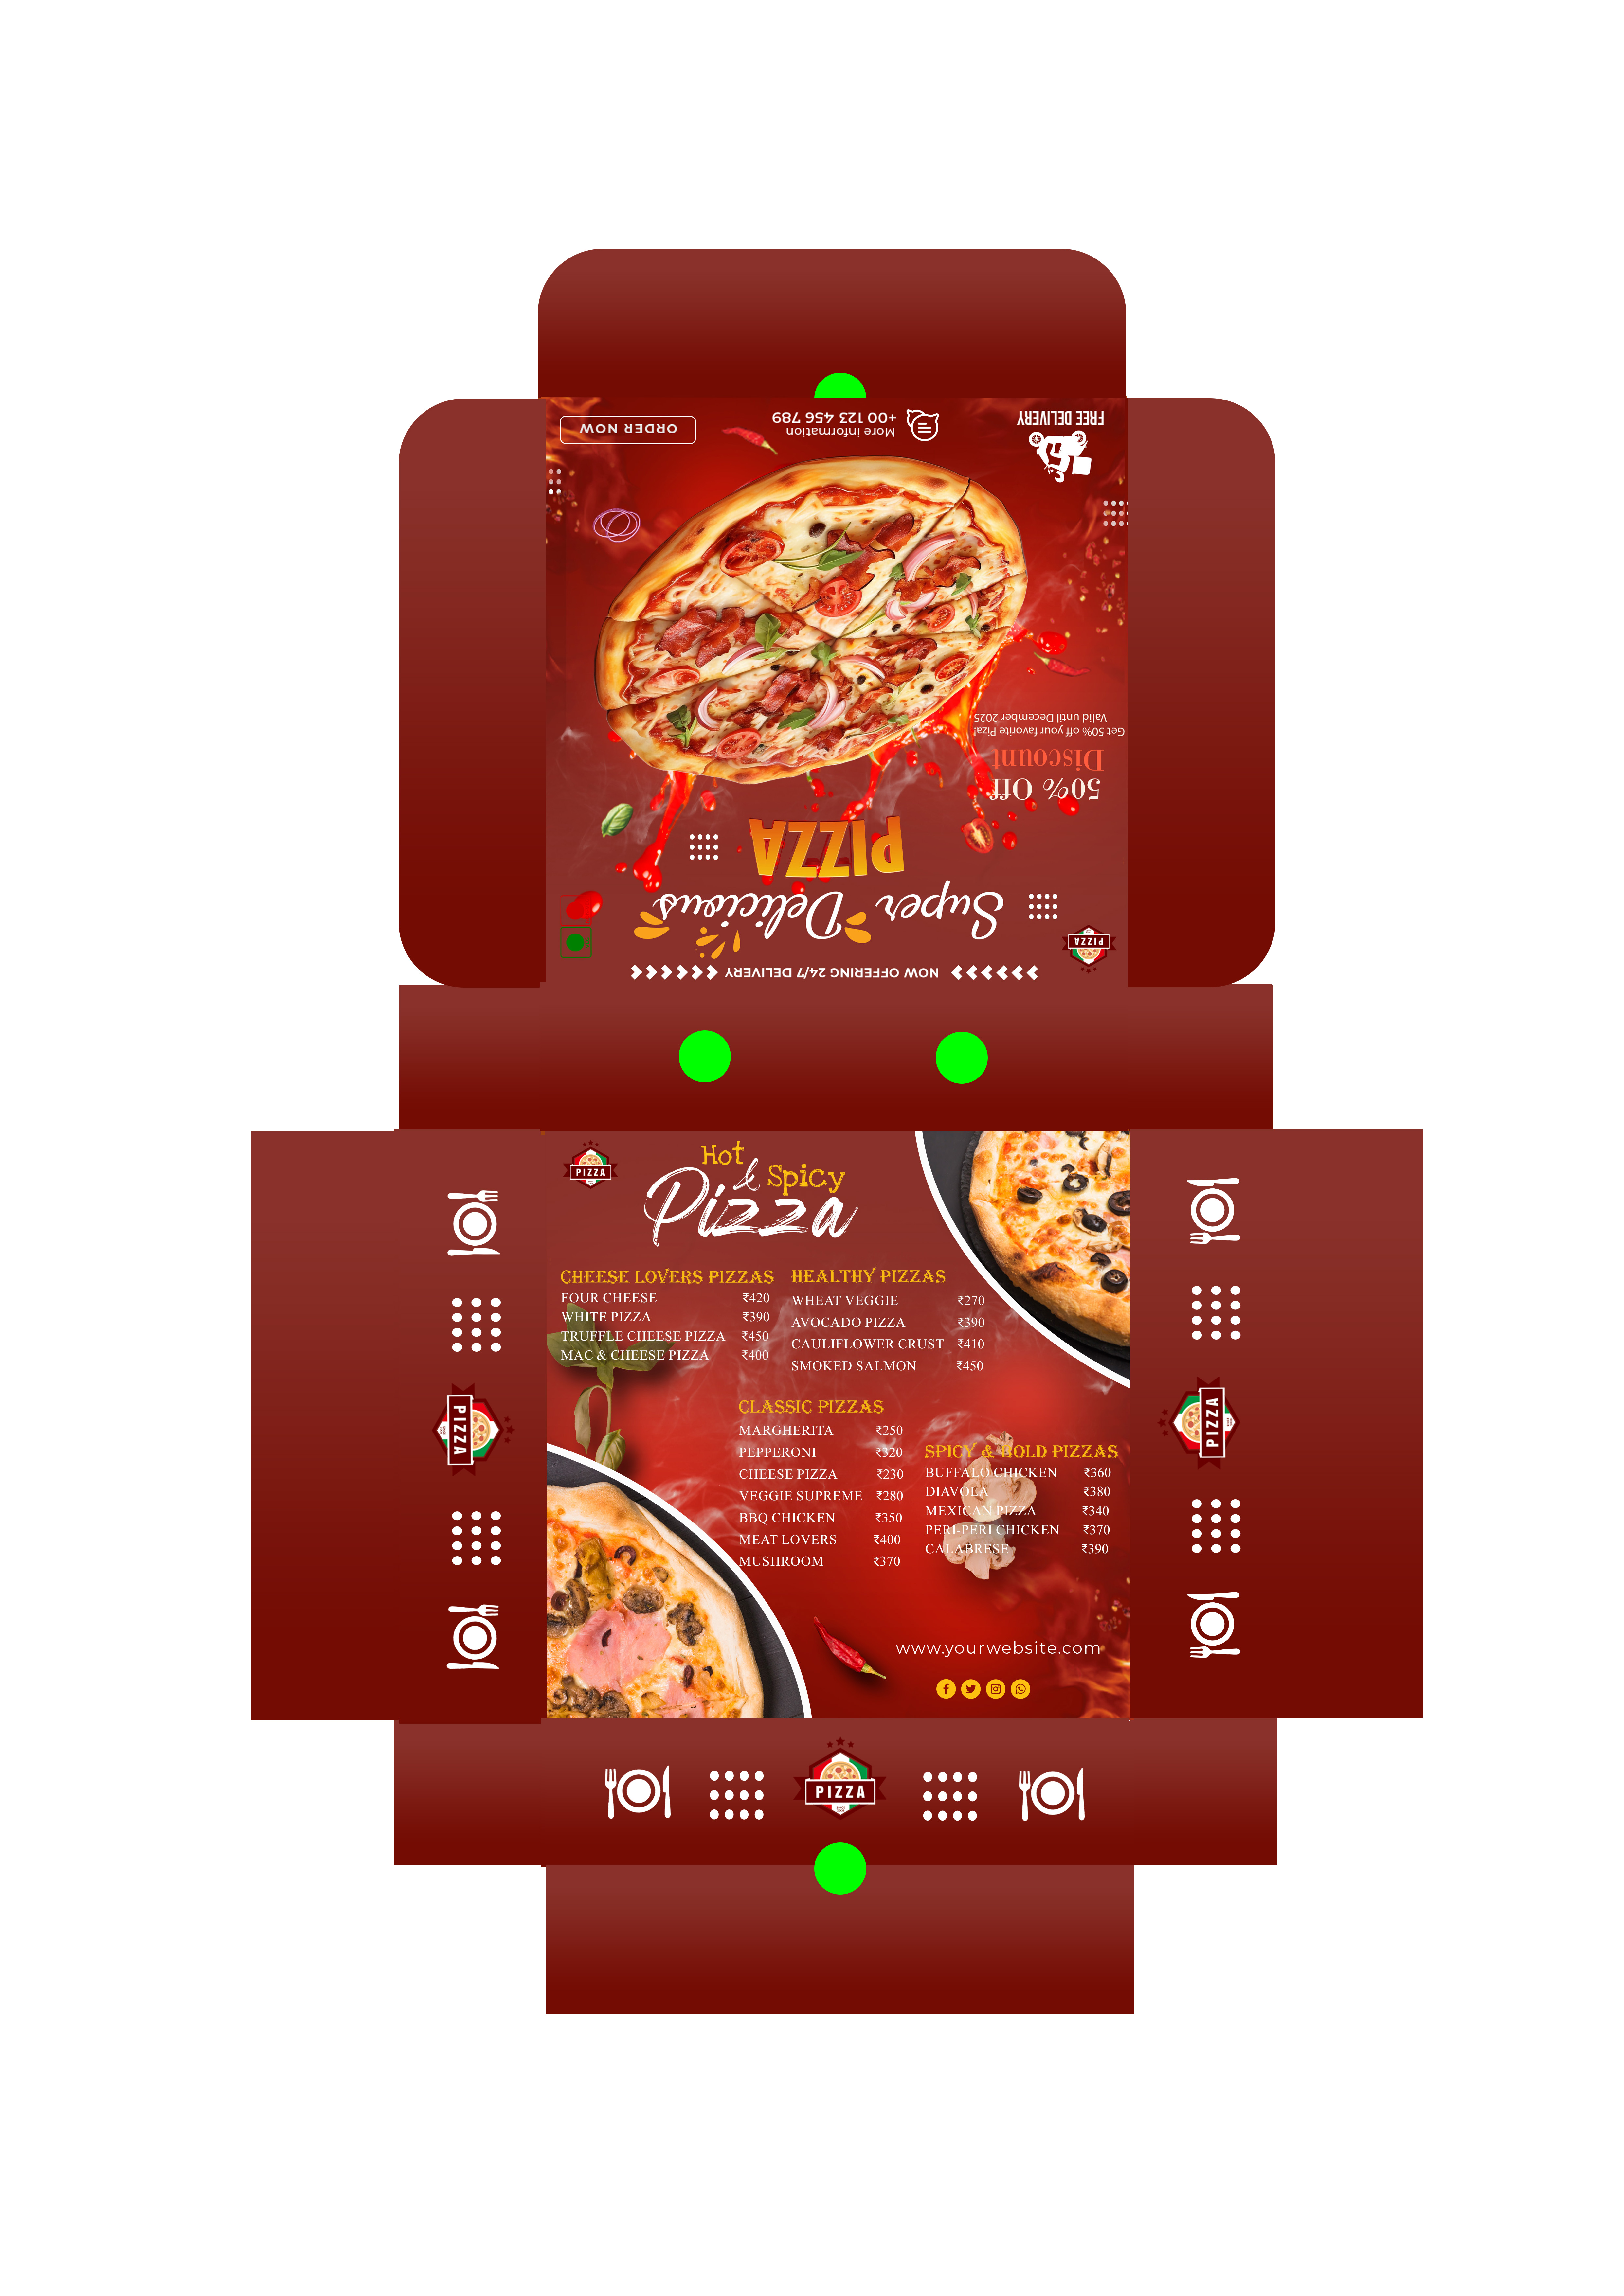 NOW OFFERING 24/7 DELIVERY
PIZZA
Super Delicious
PIZZA
50% Off
Discount
Get 50% off your favorite Piza!
Valid until December 2025
FREE DELIVERY
More information
+00 123 456 789
ORDER NOW
PIZZA
Hot & Spicy
Pizza
CHEESE LOVERS PIZZAS
FOUR CHEESE ₹420
WHITE PIZZA ₹390
TRUFFLE CHEESE PIZZA ₹450
MAC & CHEESE PIZZA ₹400
HEALTHY PIZZAS
WHEAT VEGGIE ₹270
AVOCADO PIZZA ₹390
CAULIFLOWER CRUST ₹410
SMOKED SALMON ₹450
CLASSIC PIZZAS
MARGHERITA ₹250
PEPPERONI ₹320
CHEESE PIZZA ₹230
VEGGIE SUPREME ₹280
BBQ CHICKEN ₹350
MEAT LOVERS ₹400
MUSHROOM ₹370
SPICY & BOLD PIZZAS
BUFFALO CHICKEN ₹360
DIAVOLA ₹380
MEXICAN PIZZA ₹340
PERI-PERI CHICKEN ₹370
CALABRESE ₹390
www.yourwebsite.com
PIZZA
PIZZA
PIZZA